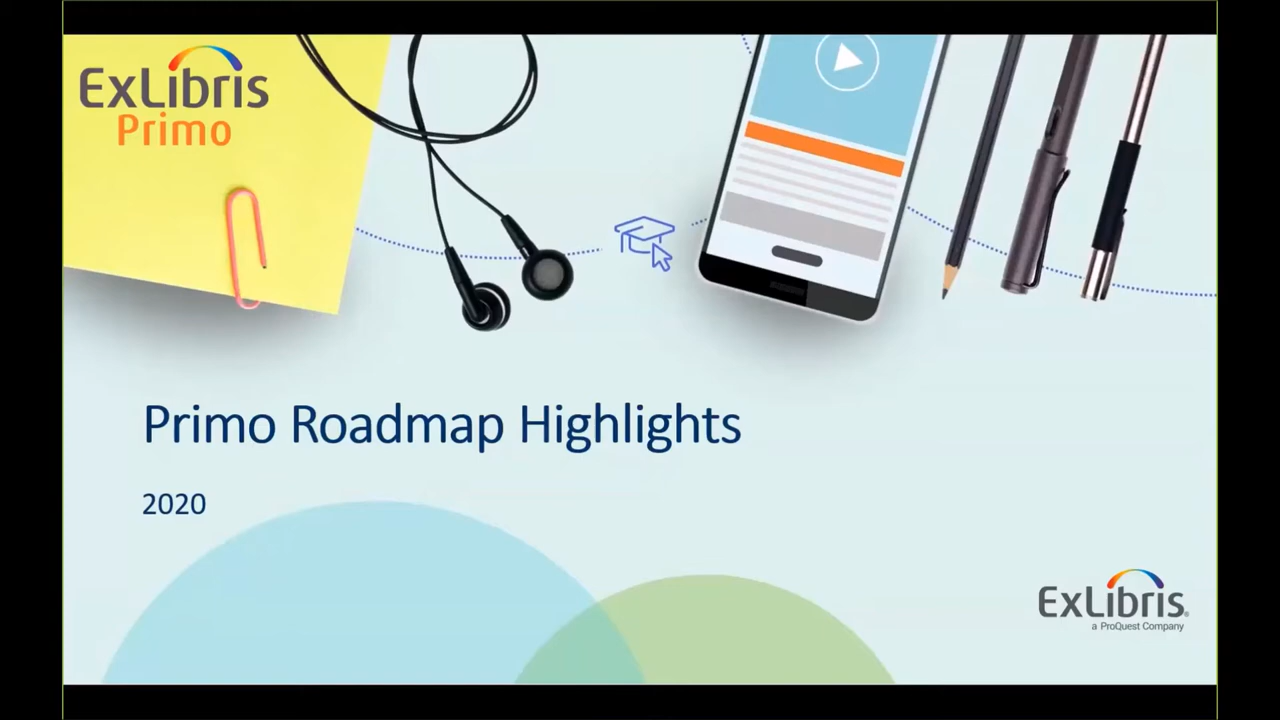 ExLibris
Primo
Primo Roadmap Highlights
2020
ExLibris®
a ProQuest Company